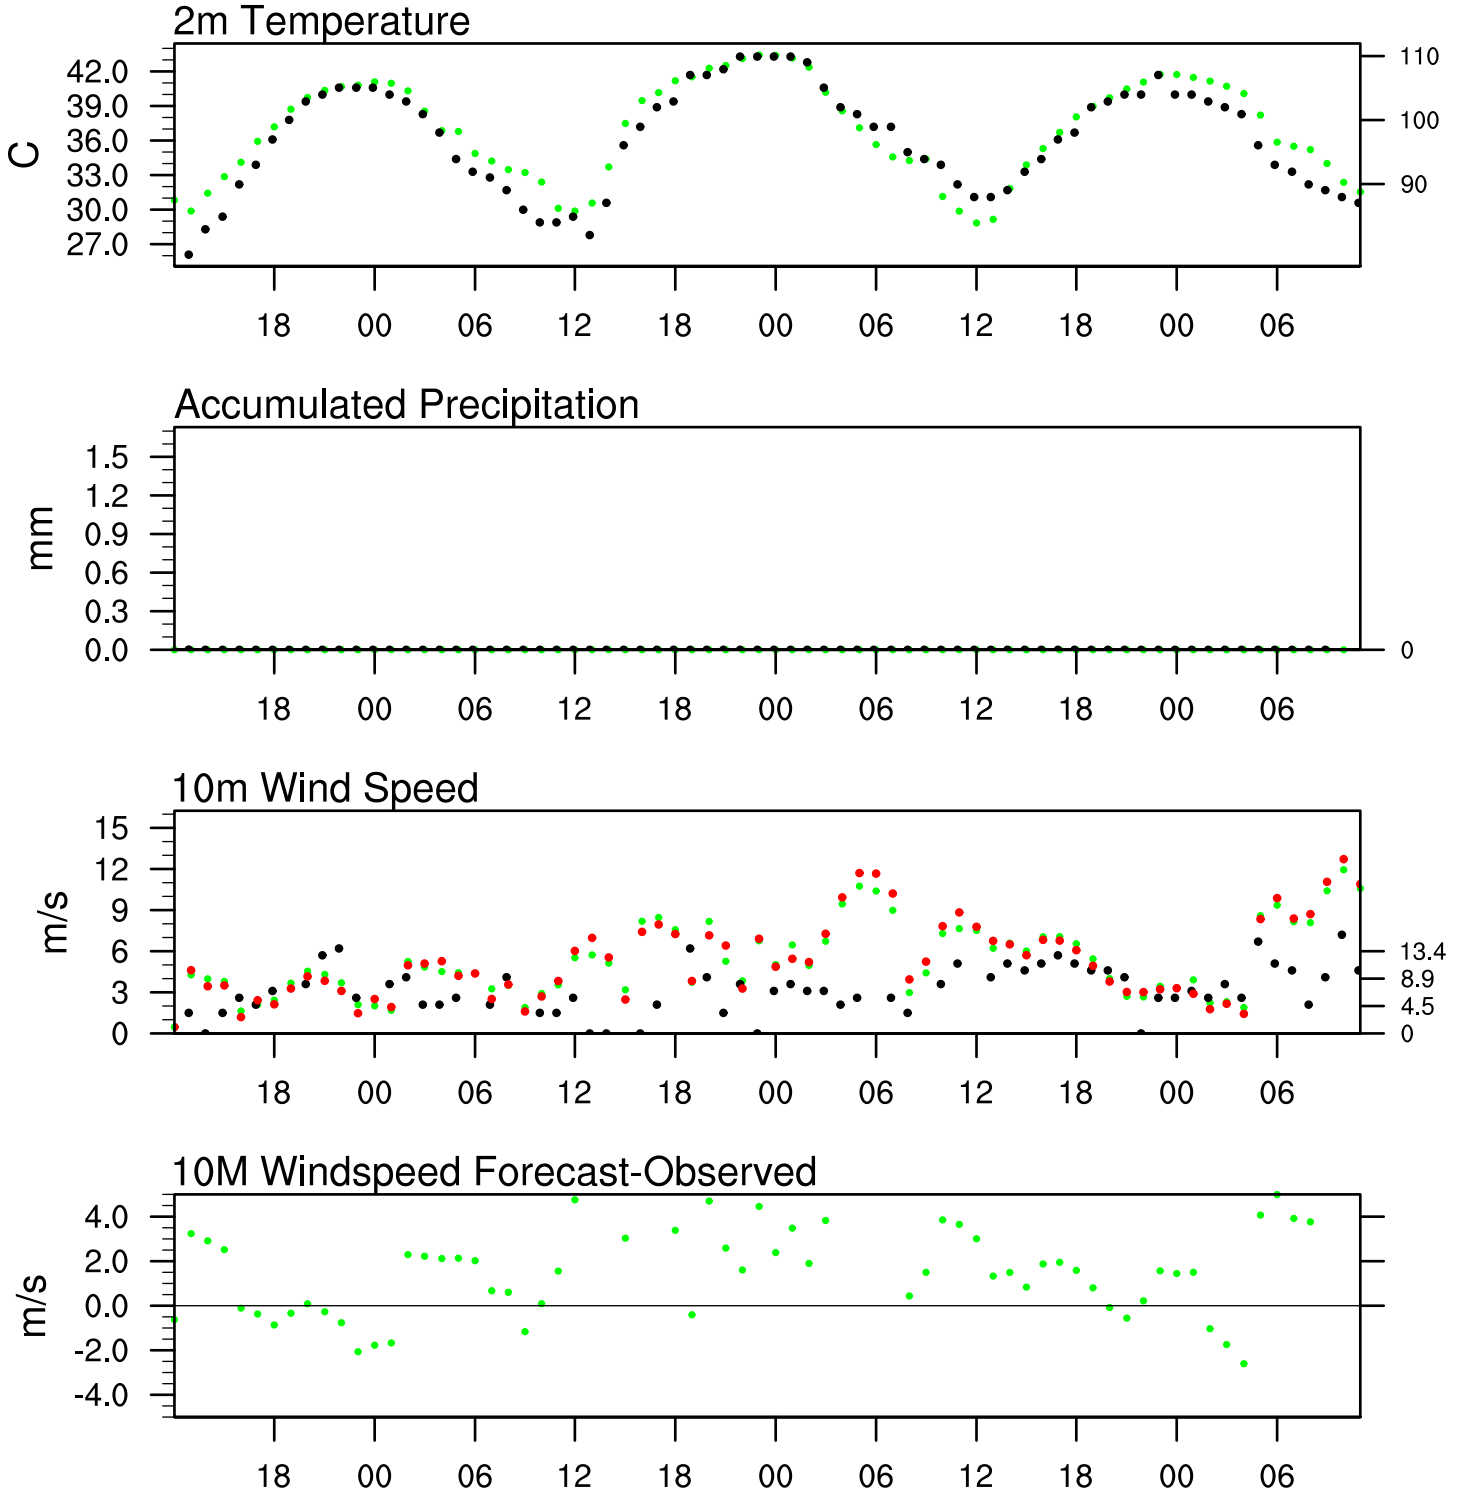 2m Temperature
42.0
39.0
36.0
33.0
30.0
27.0
C
110
100
90
18 00 06 12 18 00 06 12 18 00 06
Accumulated Precipitation
1.5
1.2
0.9
0.6
0.3
0.0
mm
0
18 00 06 12 18 00 06 12 18 00 06
10m Wind Speed
15
12
9
6
3
0
m/s
13.4
8.9
4.5
0
18 00 06 12 18 00 06 12 18 00 06
10M Windspeed Forecast-Observed
4.0
2.0
0.0
-2.0
-4.0
m/s
18 00 06 12 18 00 06 12 18 00 06